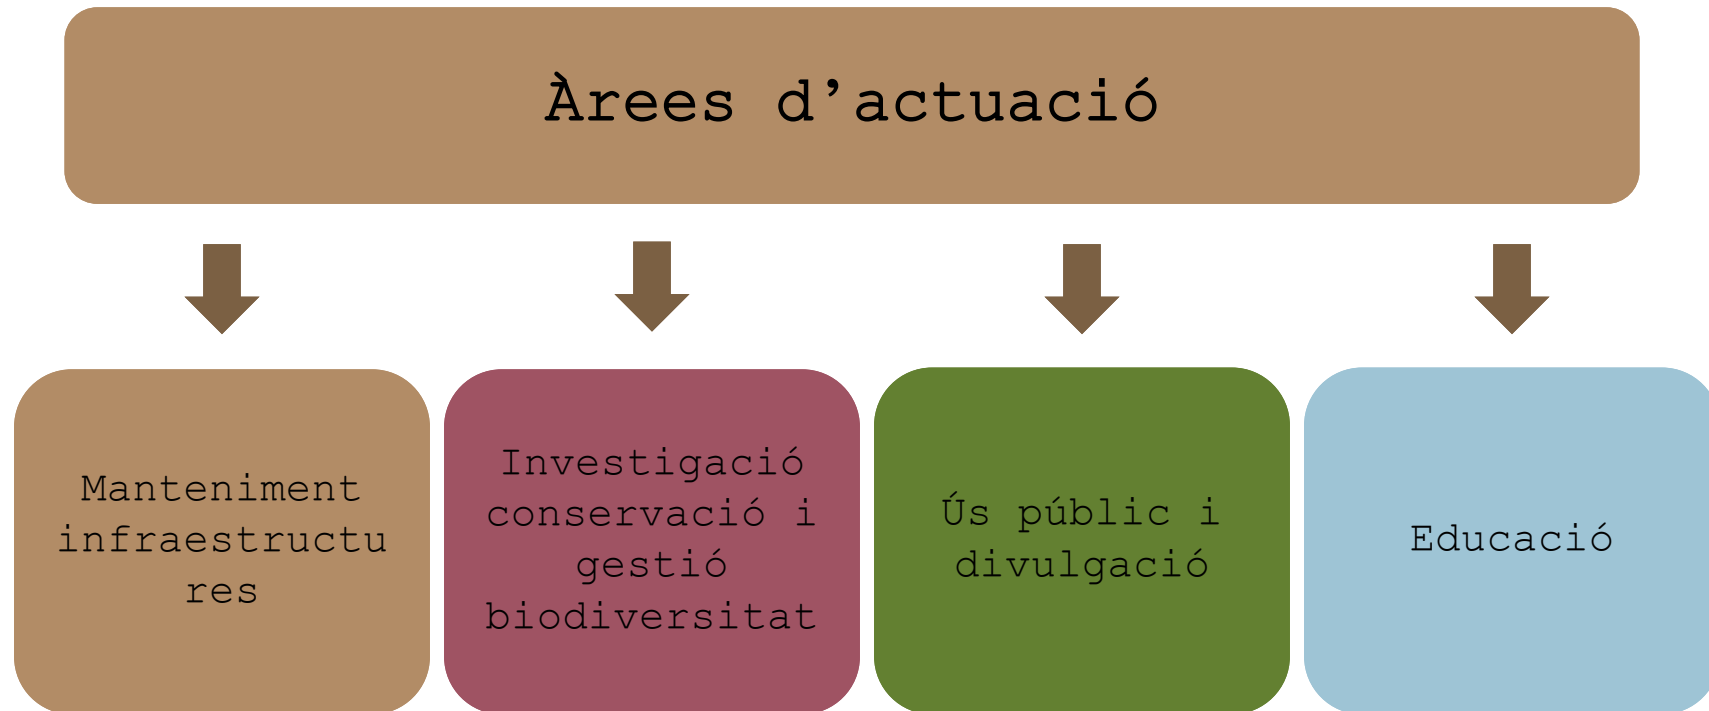 Àrees d’actuació
Manteniment
infraestructu
res
Investigació
conservació i
gestió
biodiversitat
Ús públic i
divulgació
Educació